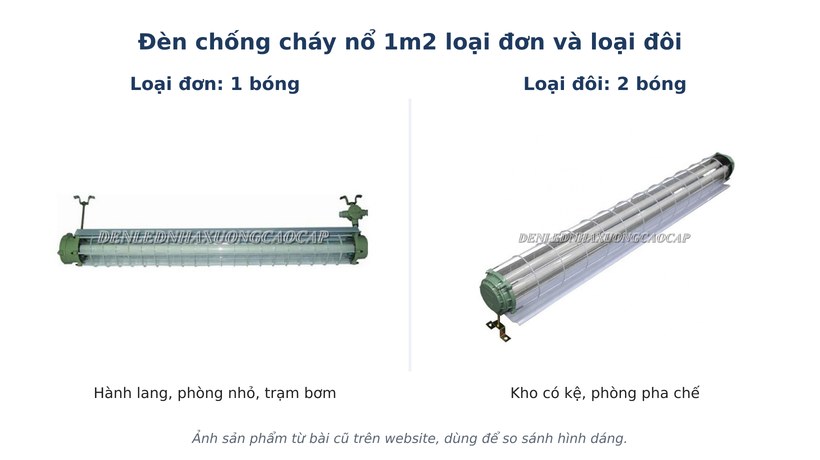 Đèn chống cháy nổ 1m2 loại đơn và loại đôi
Loại đơn: 1 bóng
Loại đôi: 2 bóng
DENLEDNHAXUONGCAOCAP
DENLEDNHAXUONGCAOCAP
Hành lang, phòng nhỏ, trạm bơm
Kho có kệ, phòng pha chế
Ảnh sản phẩm từ bài cũ trên website, dùng để so sánh hình dáng.